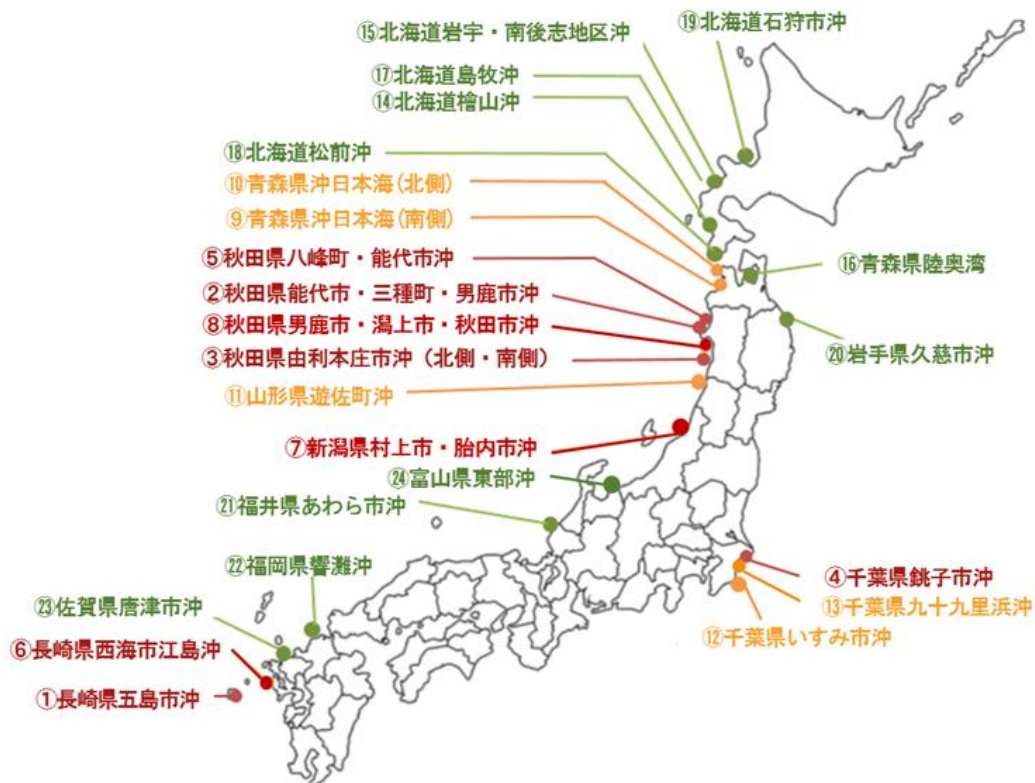 ⑲北海道石狩市沖
⑮北海道岩宇・南後志地区沖
⑰北海道島牧沖
⑭北海道檜山沖
⑱北海道松前沖
⑩青森県沖日本海(北側)
⑨青森県沖日本海(南側)
⑤秋田県八峰町・能代市沖
⑯青森県陸奥湾
②秋田県能代市・三種町・男鹿市沖
⑧秋田県男鹿市・潟上市・秋田市沖
③秋田県由利本荘市沖（北側・南側）
⑳岩手県久慈市沖
⑪山形県遊佐町沖
⑦新潟県村上市・胎内市沖
㉔富山県東部沖
㉑福井県あわら市沖
㉒福岡県響灘沖
④千葉県銚子市沖
㉓佐賀県唐津市沖
⑬千葉県九十九里浜沖
⑫千葉県いすみ市沖
⑥長崎県西海市江島沖
①長崎県五島市沖